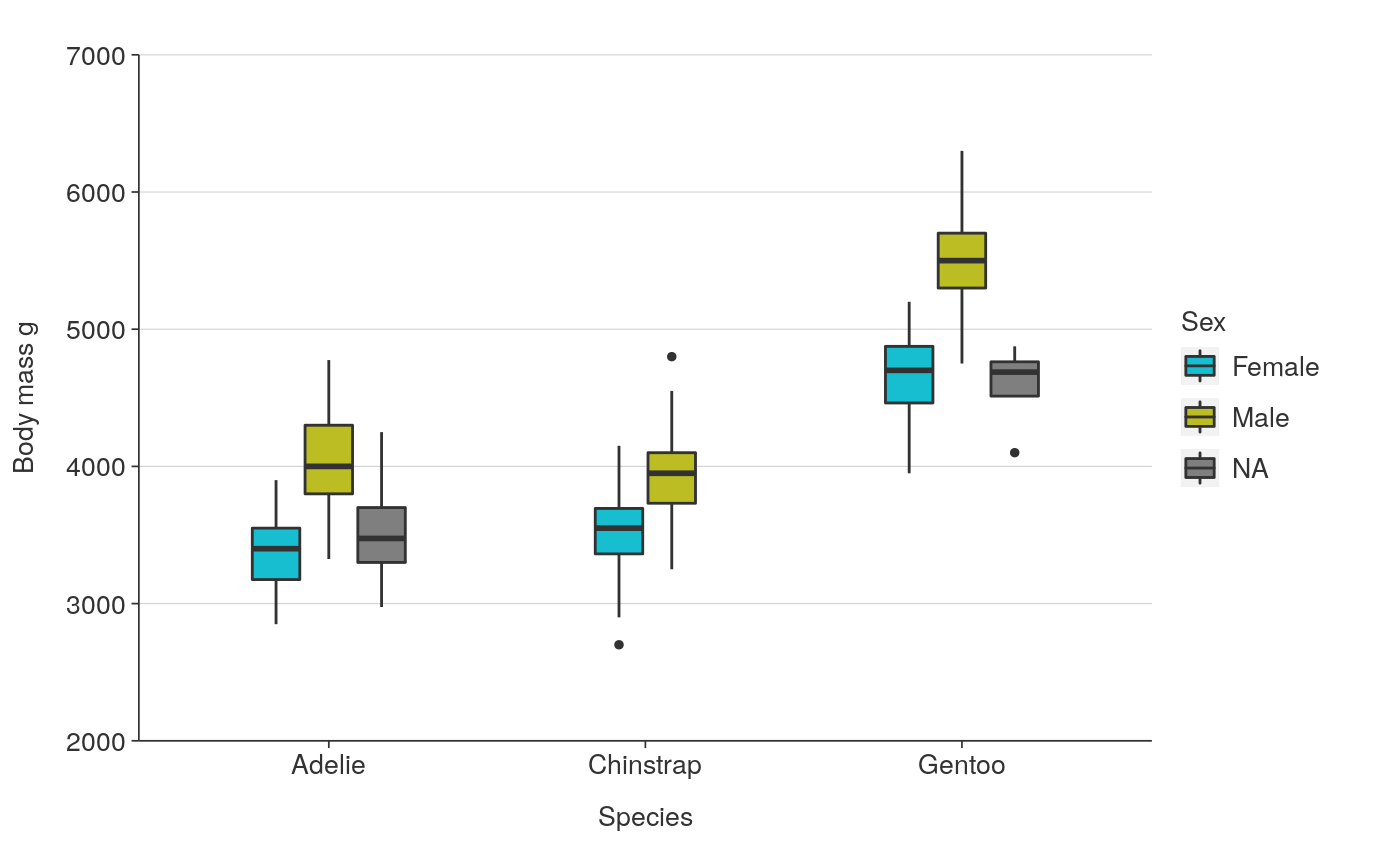 7000
6000
5000
4000
3000
2000
Body mass g
Adelie
Chinstrap
Gentoo
Species
Sex
Female
Male
NA